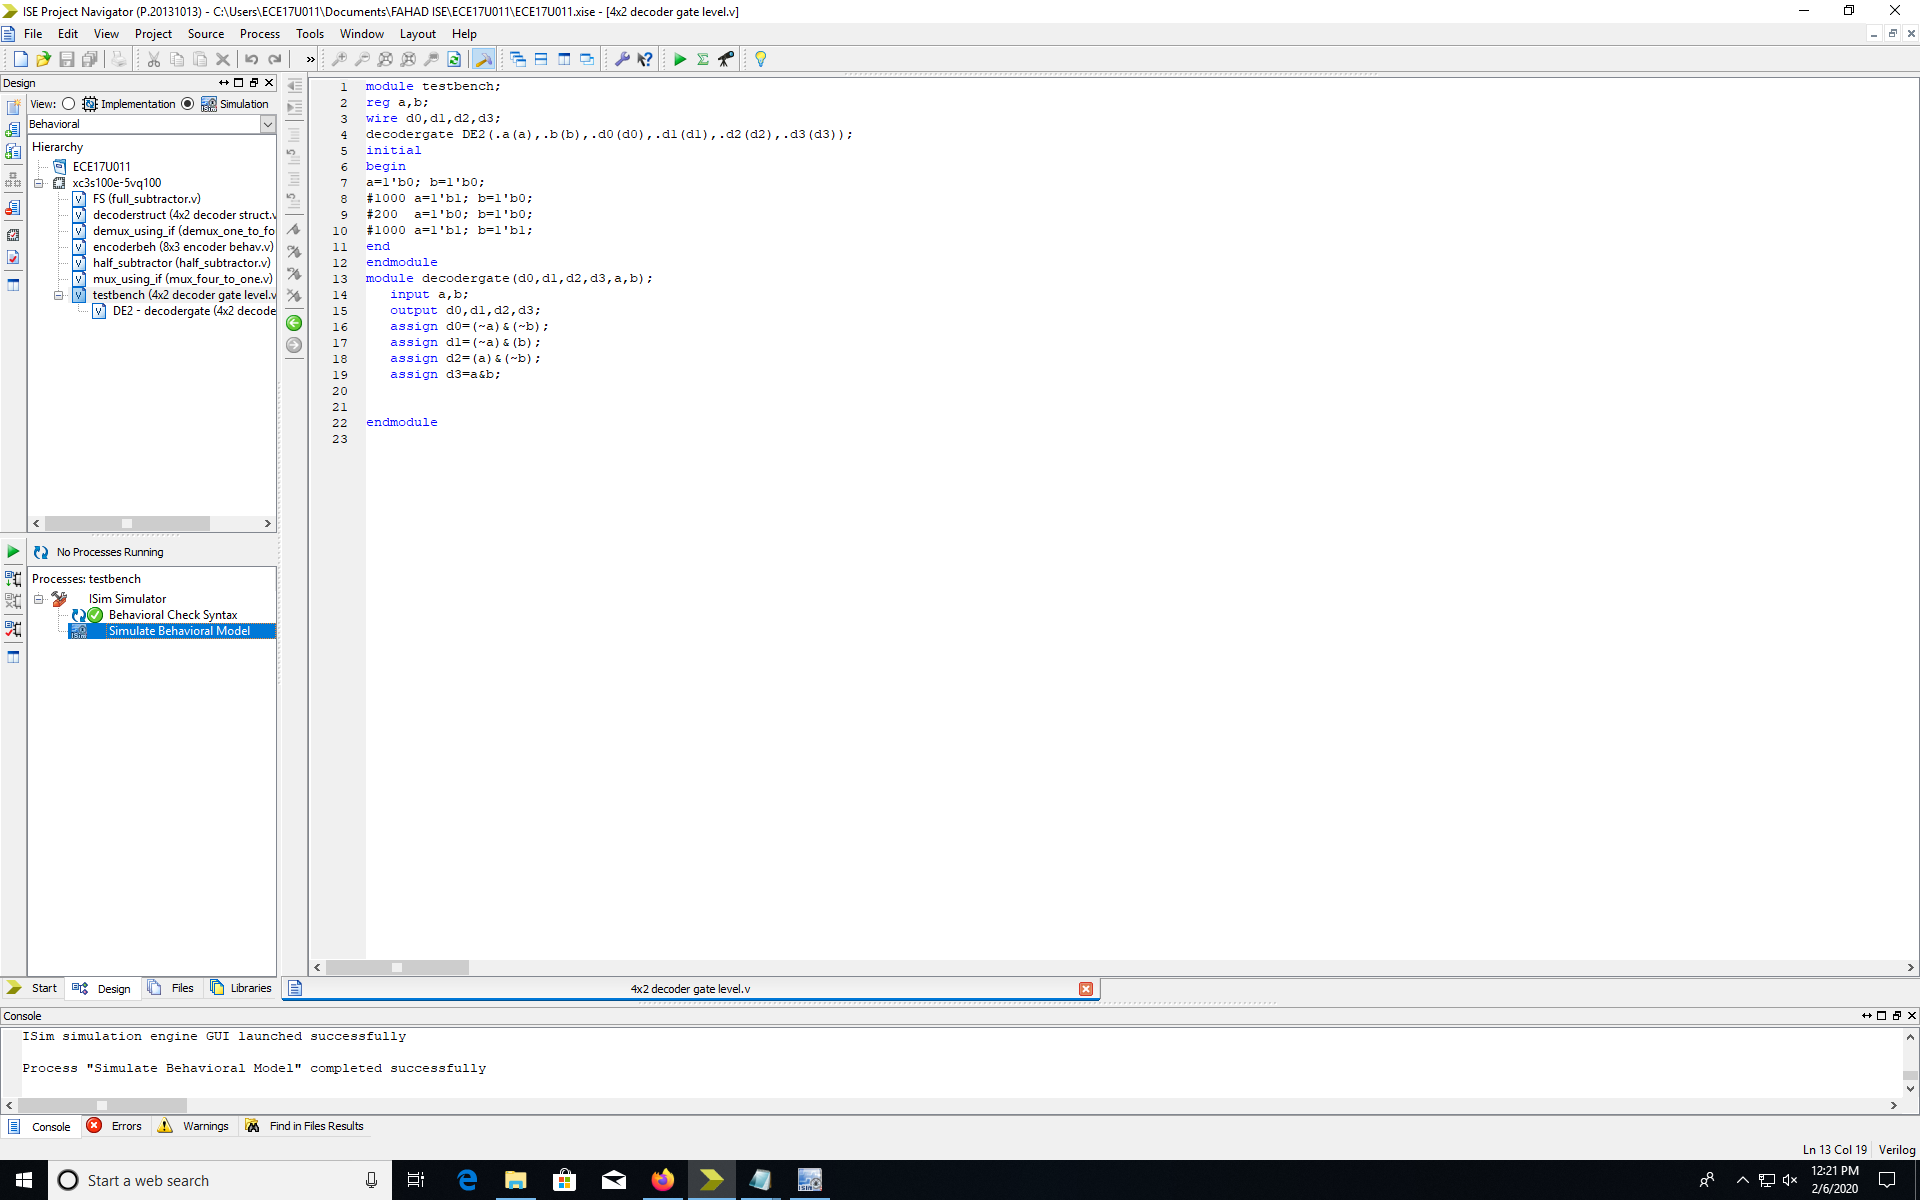 ISE Project Navigator (P.20131013) - C:\Users\ECE17U011\Documents\FAHAD ISE\ECE17U011\ECE17U011.xise - [4x2 decoder gate level.v]
File Edit View Project Source Process Tools Window Layout Help
Design
View: Implementation Simulation
Behavioral
Hierarchy
ECE17U011
xc3s100e-5vq100
FS (full_subtractor.v)
decoderstruct (4x2 decoder struct.v
demux_using_if (demux_one_to_fo
encoderbeh (8x3 encoder behav.v)
half_subtractor (half_subtractor.v)
mux_using_if (mux_four_to_one.v)
testbench (4x2 decoder gate level.v
DE2 - decodergate (4x2 decode
No Processes Running
Processes: testbench
ISim Simulator
Behavioral Check Syntax
Simulate Behavioral Model
Start Design Files Libraries
1 module testbench;
2 reg a,b;
3 wire d0,d1,d2,d3;
4 decodergate DE2(.a(a),.b(b),.d0(d0),.d1(d1),.d2(d2),.d3(d3));
5 initial
6 begin
7 a=1'b0; b=1'b0;
8 #1000 a=1'b1; b=1'b0;
9 #200  a=1'b0; b=1'b0;
10 #1000 a=1'b1; b=1'b1;
11 end
12 endmodule
13 module decodergate(d0,d1,d2,d3,a,b);
14    input a,b;
15    output d0,d1,d2,d3;
16    assign d0=(~a)&(~b);
17    assign d1=(~a)&(b);
18    assign d2=(a)&(~b);
19    assign d3=a&b;
20
21
22 endmodule
23
4x2 decoder gate level.v
Console
ISim simulation engine GUI launched successfully
Process "Simulate Behavioral Model" completed successfully
Console Errors Warnings Find in Files Results
Ln 13 Col 19 Verilog
Start a web search
12:21 PM
2/6/2020